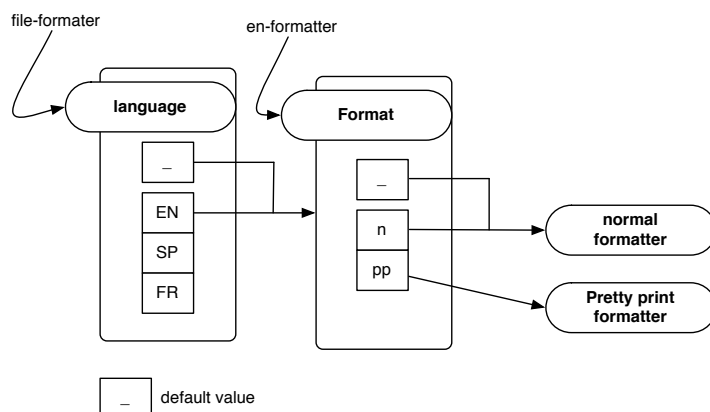 file-formater
en-formatter
language
Format
_
EN
SP
FR
_
n
pp
normal
formatter
Pretty print
formatter
_ default value